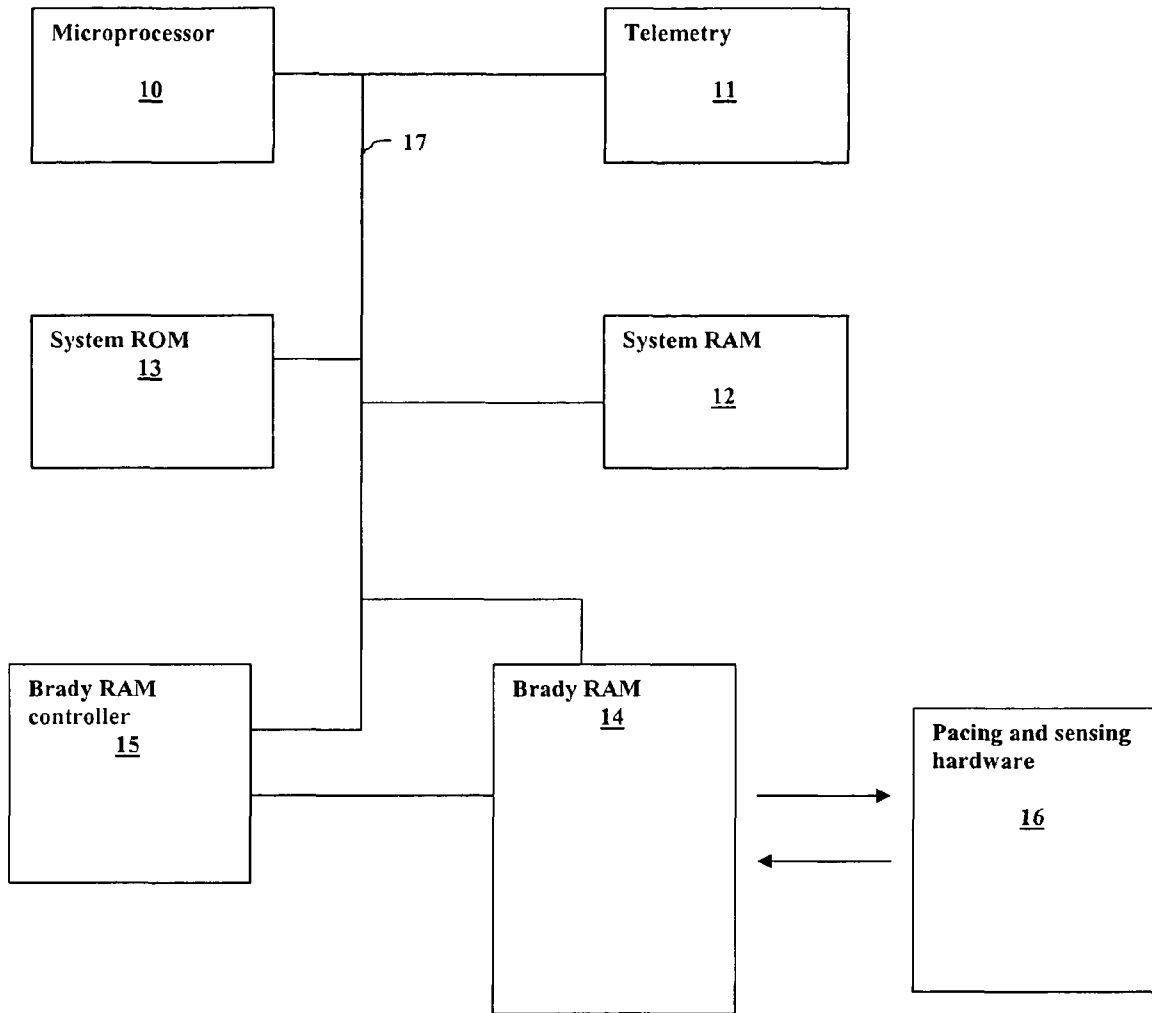 Microprocessor
10
Telemetry
11
17
System ROM
13
System RAM
12
Brady RAM
controller
15
Brady RAM
14
Pacing and sensing
hardware
16